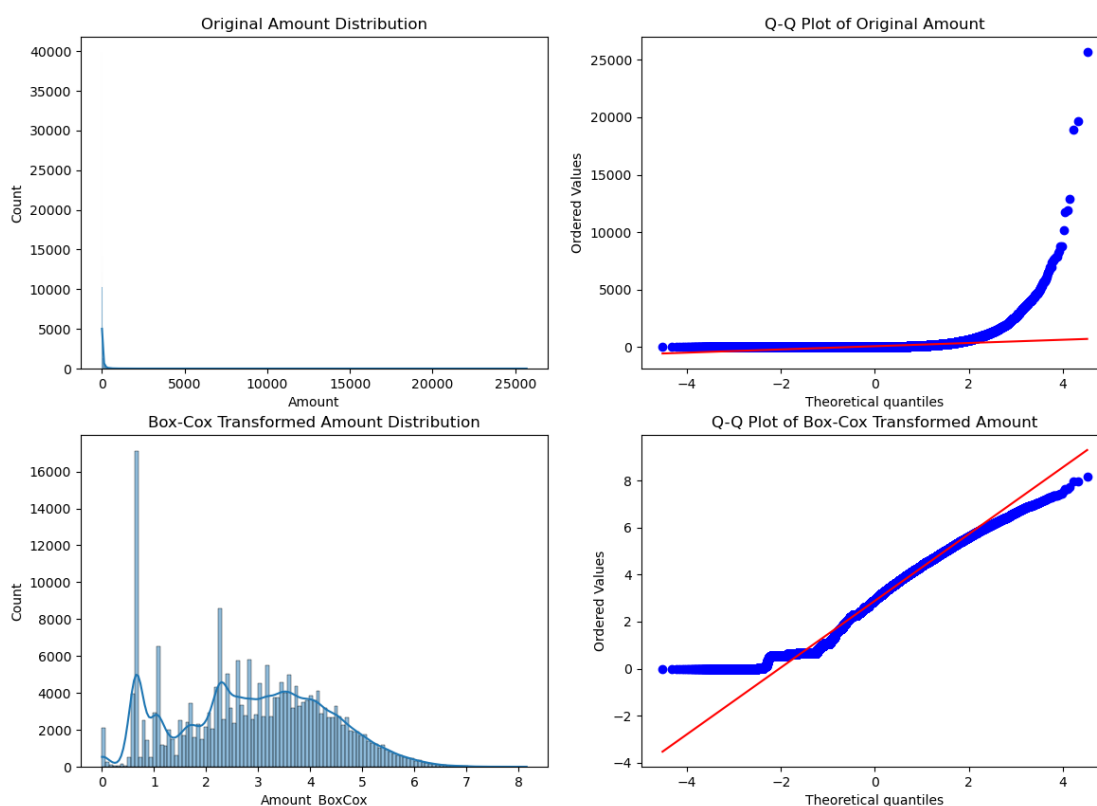 Original Amount Distribution
40000
35000
30000
25000
20000
15000
10000
5000
0
Count
0 5000 10000 15000 20000 25000
Amount
Q-Q Plot of Original Amount
25000
20000
15000
10000
5000
0
Ordered Values
−4 −2 0 2 4
Theoretical quantiles
Box-Cox Transformed Amount Distribution
16000
14000
12000
10000
8000
6000
4000
2000
0
Count
0 1 2 3 4 5 6 7 8
Amount_BoxCox
Q-Q Plot of Box-Cox Transformed Amount
8
6
4
2
0
−2
−4
Ordered Values
−4 −2 0 2 4
Theoretical quantiles